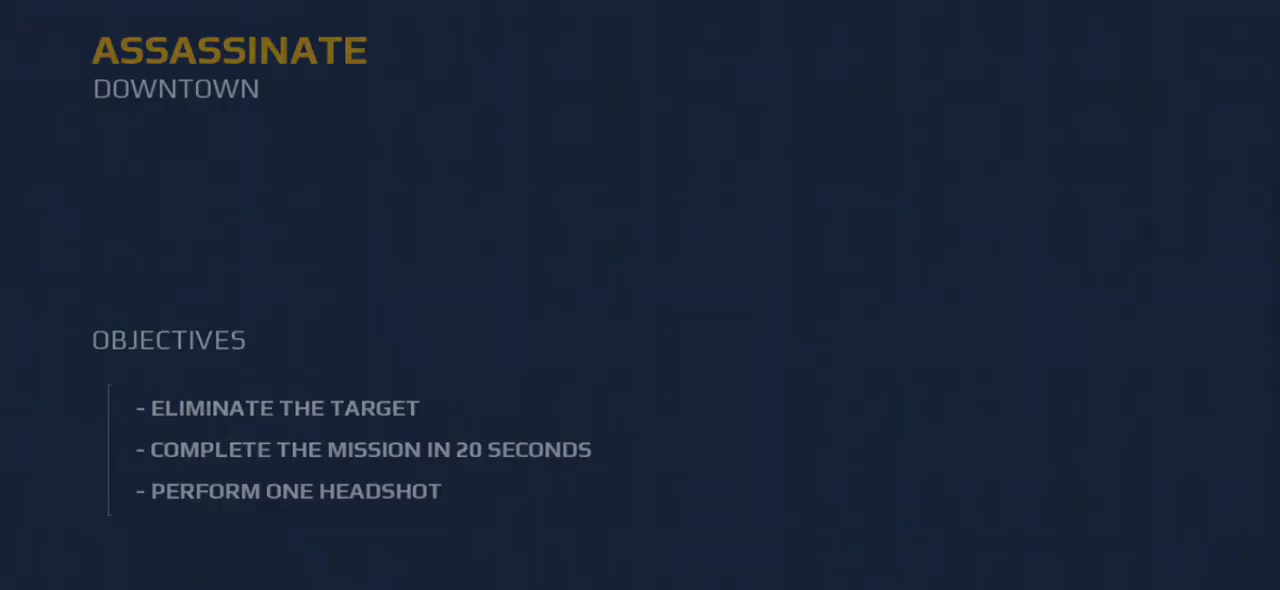 ASSASSINATE
DOWNTOWN
OBJECTIVES
- ELIMINATE THE TARGET
- COMPLETE THE MISSION IN 20 SECONDS
- PERFORM ONE HEADSHOT